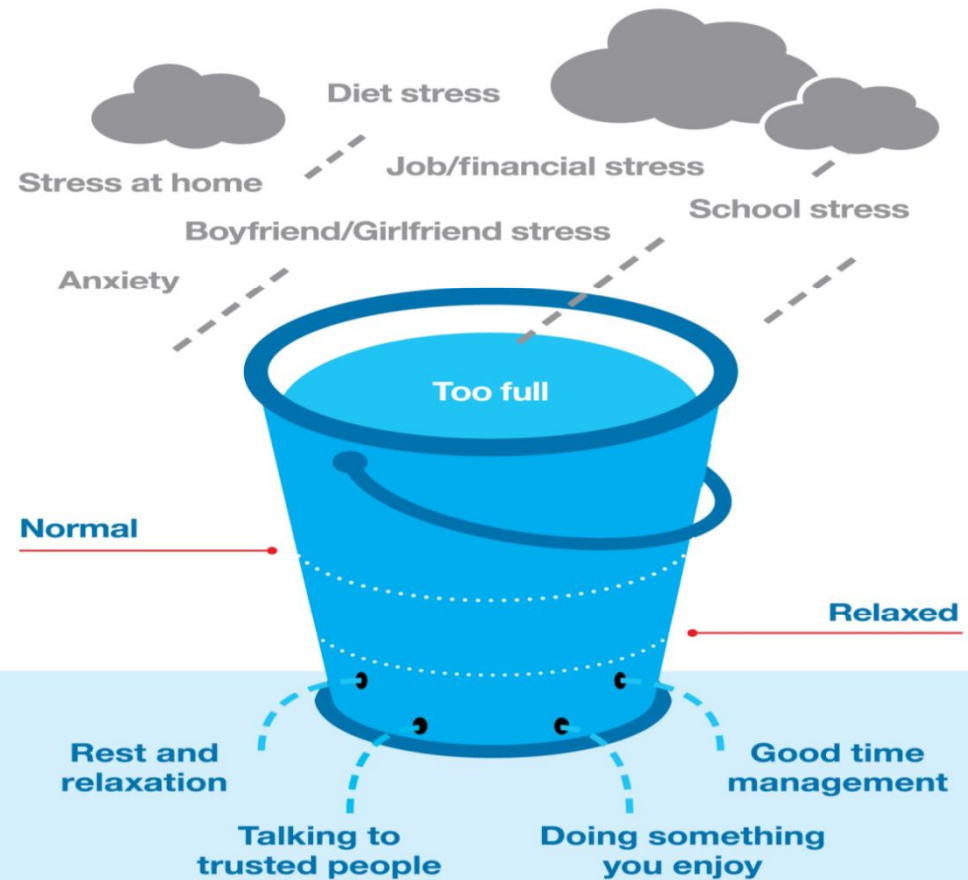 Diet stress
Job/financial stress
Stress at home
School stress
Boyfriend/Girlfriend stress
Anxiety
Too full
Normal
Relaxed
Rest and
relaxation
Good time
management
Talking to
trusted people
Doing something
you enjoy